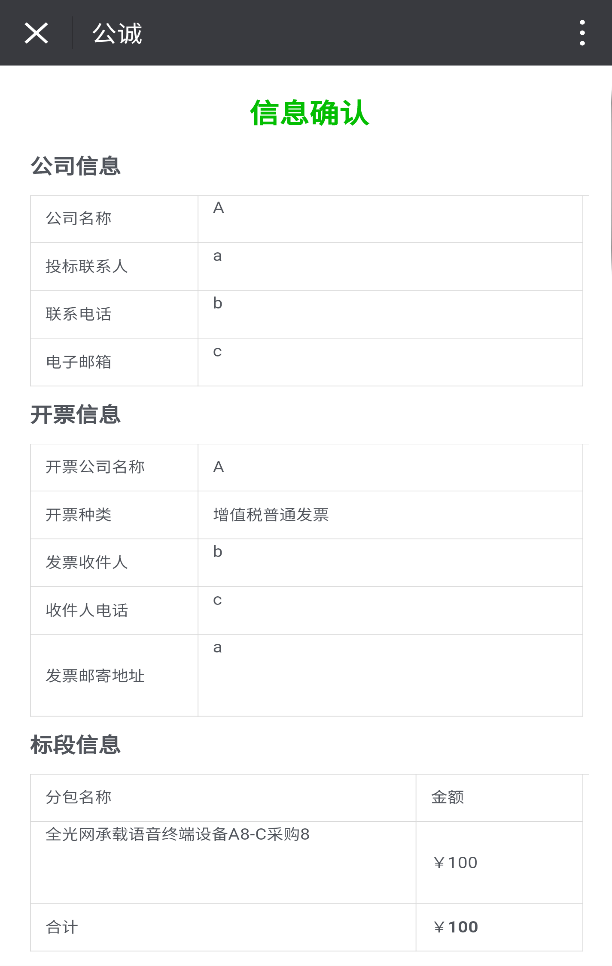 公诚
信息确认
公司信息
公司名称 A
投标联系人 a
联系电话 b
电子邮箱 c
开票信息
开票公司名称 A
开票种类 增值税普通发票
发票收件人 b
收件人电话 c
发票邮寄地址 a
标段信息
分包名称 金额
全光网承载语音终端设备A8-C采购8 ￥100
合计 ￥100